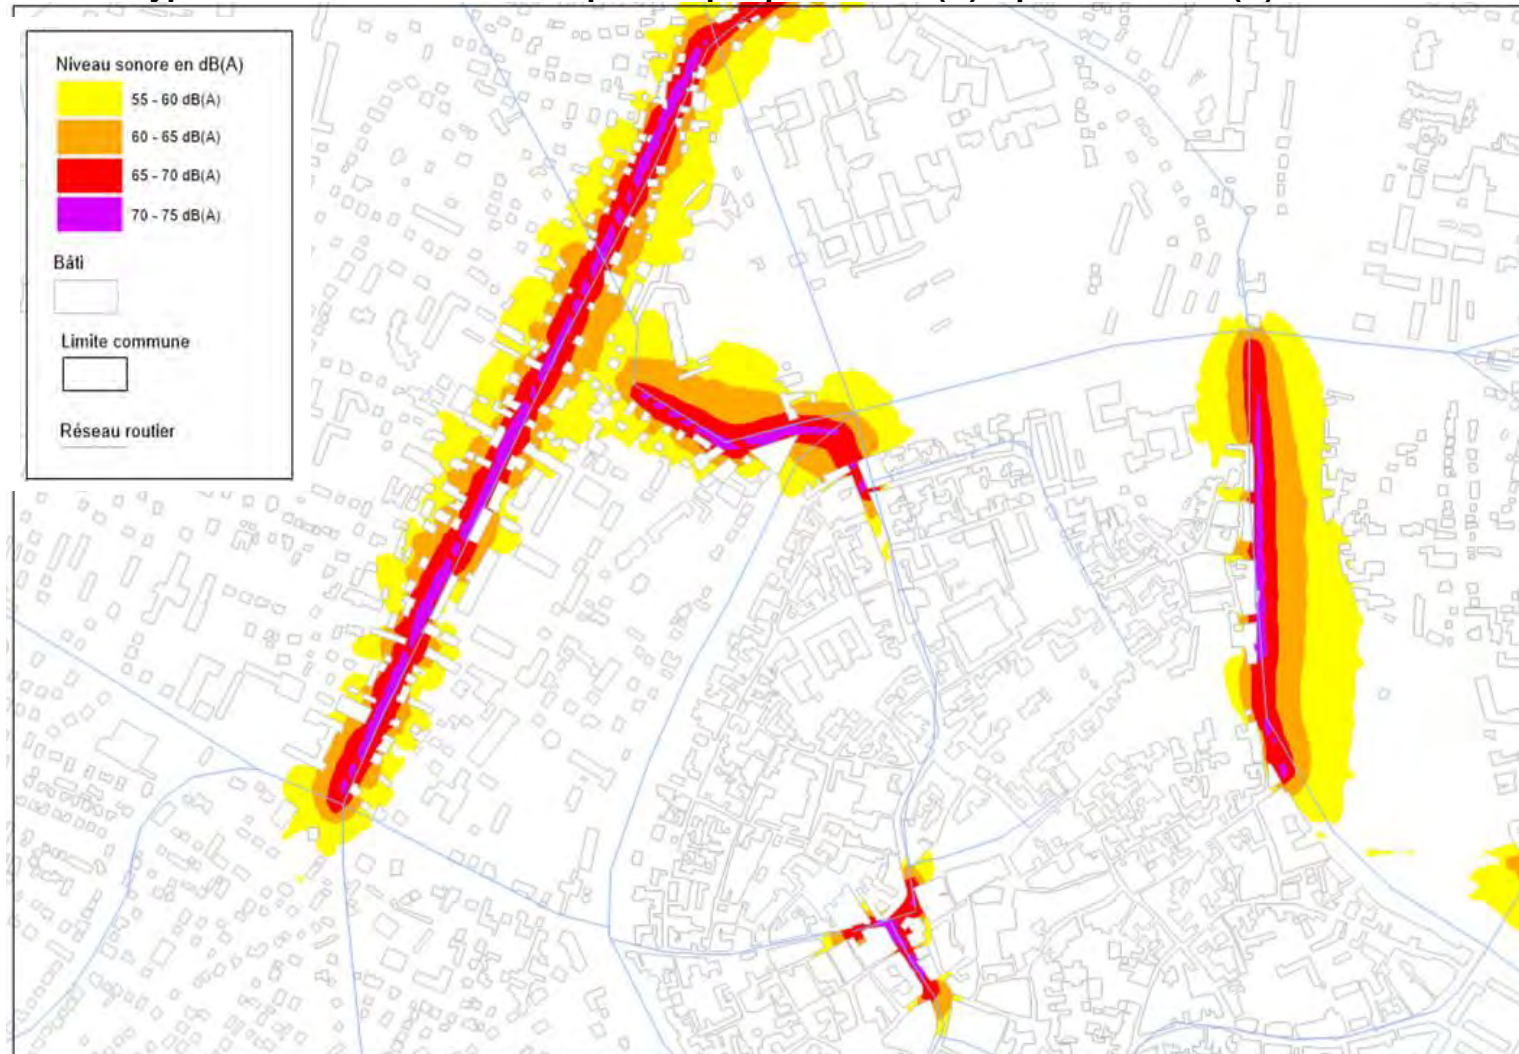 Niveau sonore en dB(A)
55 - 60 dB(A)
60 - 65 dB(A)
65 - 70 dB(A)
70 - 75 dB(A)
Bâti
Limite commune
Réseau routier